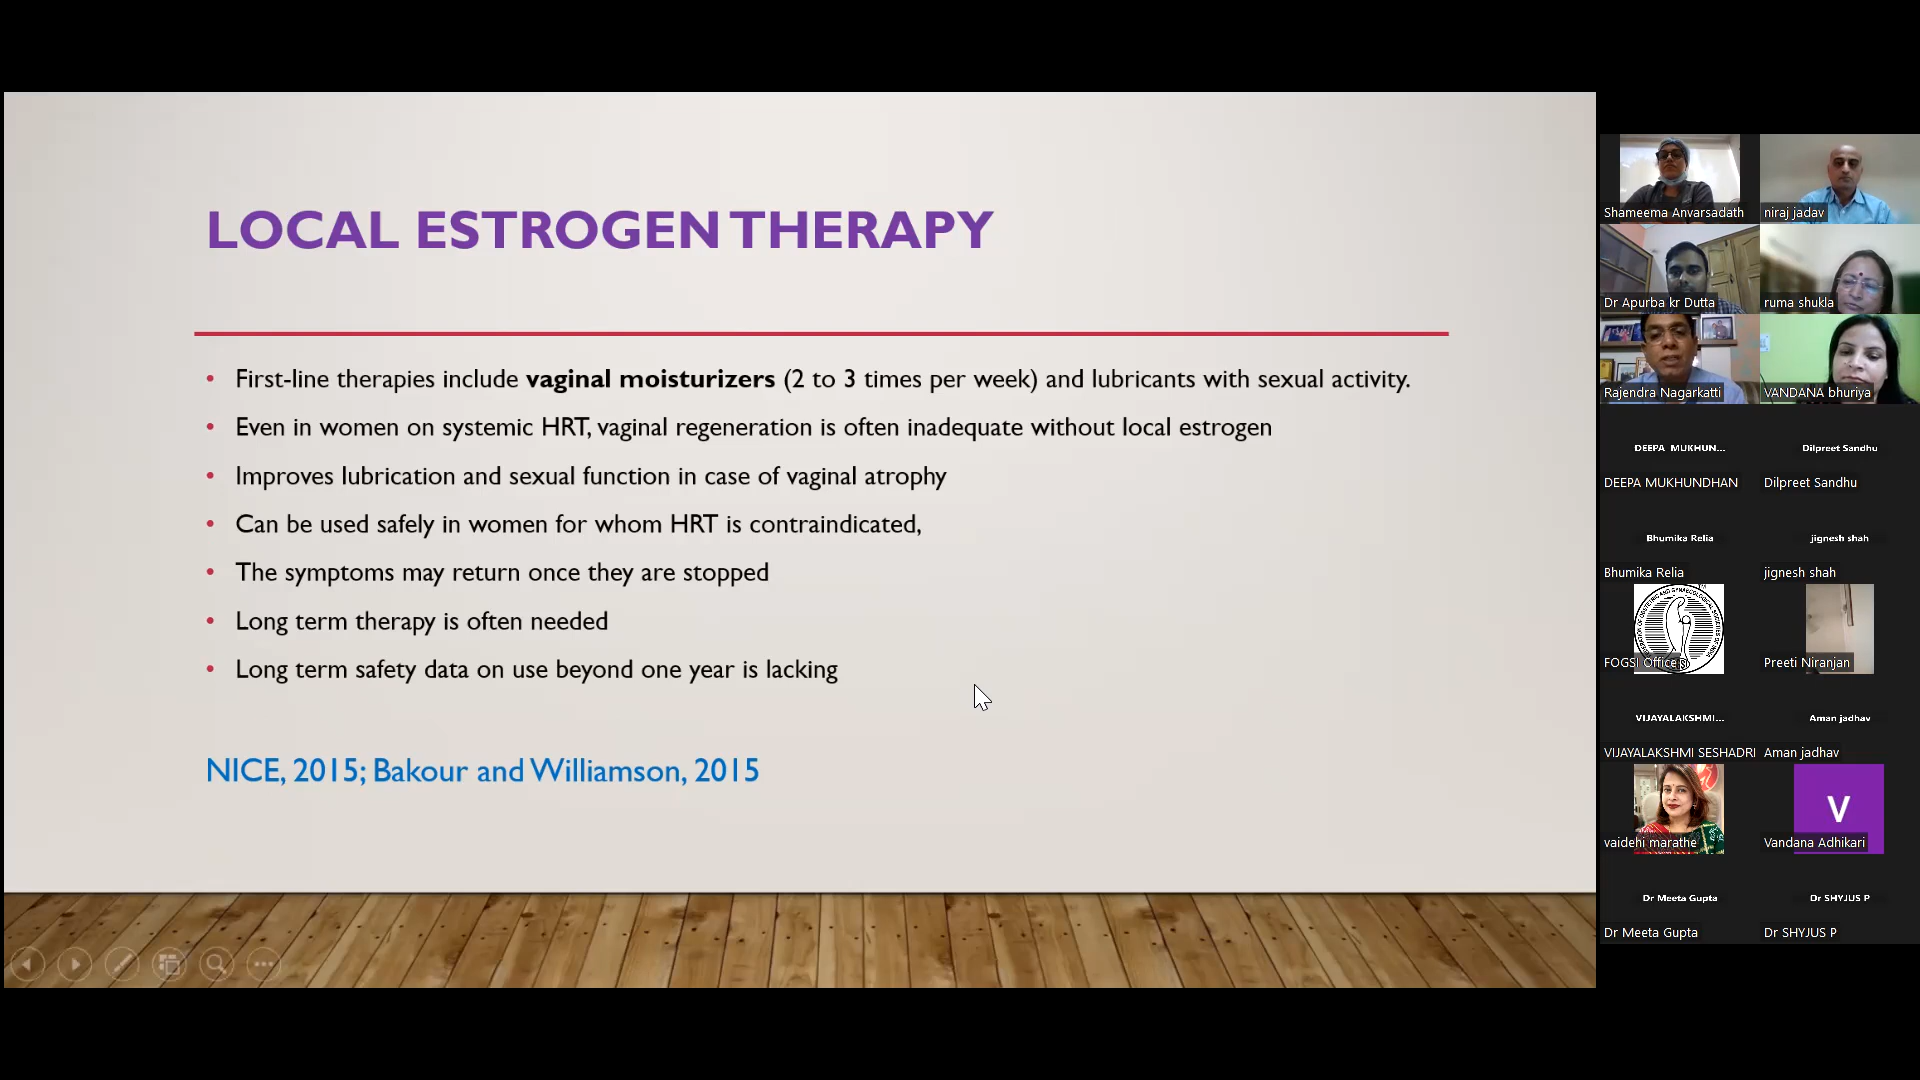 LOCAL ESTROGEN THERAPY
• First-line therapies include vaginal moisturizers (2 to 3 times per week) and lubricants with sexual activity.
• Even in women on systemic HRT, vaginal regeneration is often inadequate without local estrogen
• Improves lubrication and sexual function in case of vaginal atrophy
• Can be used safely in women for whom HRT is contraindicated,
• The symptoms may return once they are stopped
• Long term therapy is often needed
• Long term safety data on use beyond one year is lacking
NICE, 2015; Bakour and Williamson, 2015
Shameema Anvarsadath
niraj jadav
Dr Apurba kr Dutta
ruma shukla
Rajendra Nagarkatti
VANDANA bhuriya
DEEPA MUKHUN...
Dilpreet Sandhu
DEEPA MUKHUNDHAN
Dilpreet Sandhu
Bhumika Relia
jignesh shah
Bhumika Relia
jignesh shah
FOGSI Office
Preeti Niranjan
VIJAYALAKSHMI...
Aman jadhav
VIJAYALAKSHMI SESHADRI
Aman jadhav
vaidehi marathe
V
Vandana Adhikari
Dr Meeta Gupta
Dr SHYJUS P
Dr Meeta Gupta
Dr SHYJUS P